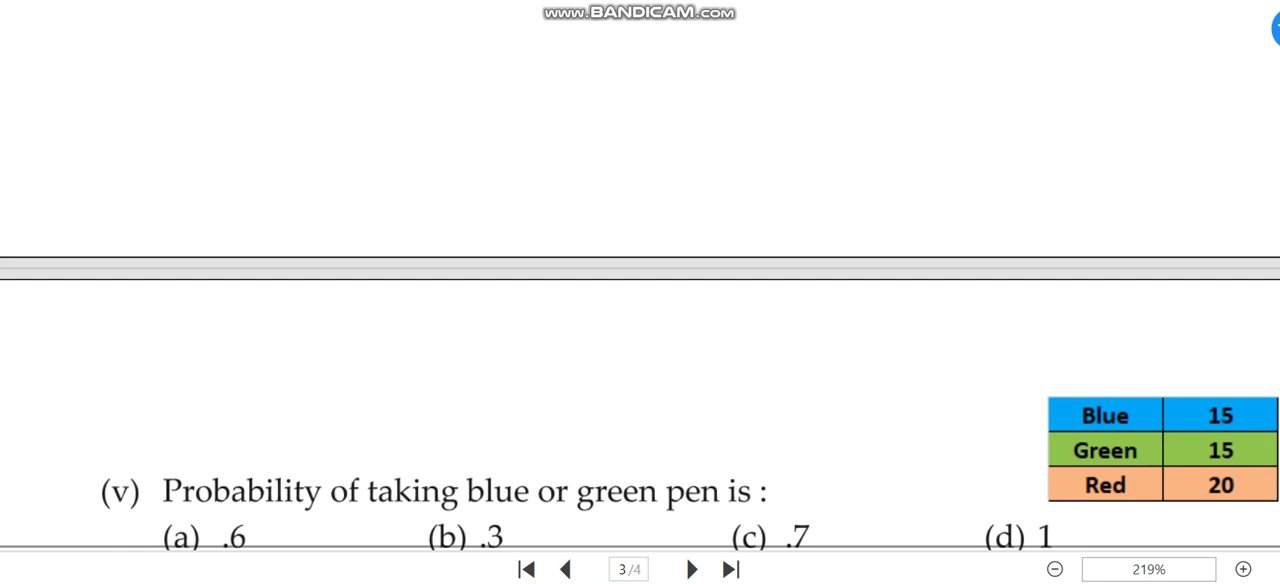 www.BANDICAM.com
Blue 15
Green 15
Red 20
(v) Probability of taking blue or green pen is :
(a) .6 (b) .3 (c) .7 (d) 1
3 /4 219%